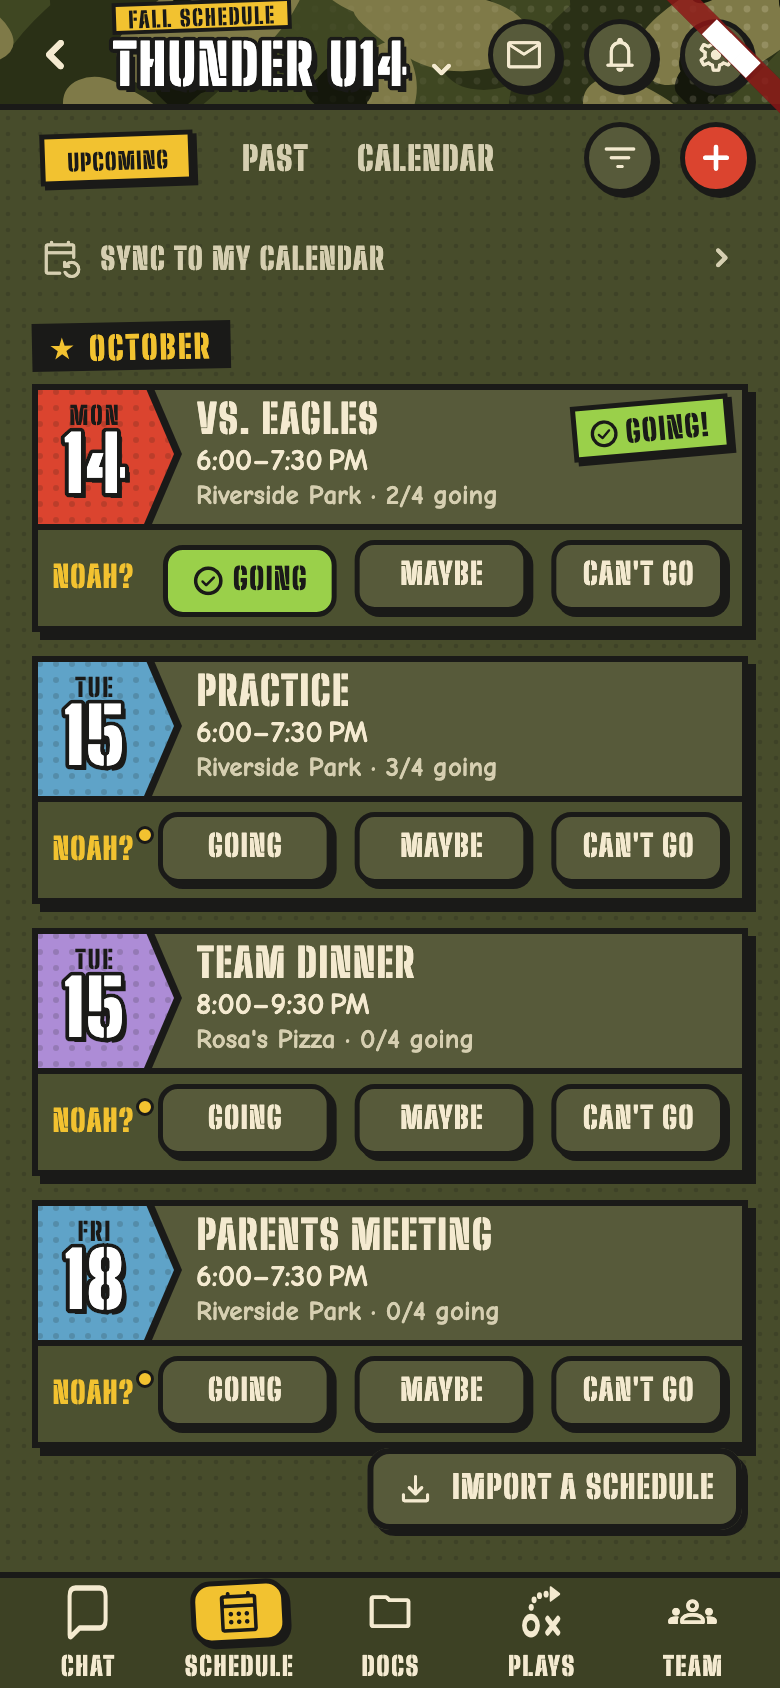 FALL SCHEDULE
THUNDER U14
UPCOMING PAST CALENDAR
SYNC TO MY CALENDAR
★ OCTOBER
MON
14
VS. EAGLES
6:00–7:30 PM
Riverside Park · 2/4 going
GOING!
NOAH? GOING MAYBE CAN'T GO
TUE
15
PRACTICE
6:00–7:30 PM
Riverside Park · 3/4 going
NOAH? GOING MAYBE CAN'T GO
TUE
15
TEAM DINNER
8:00–9:30 PM
Rosa's Pizza · 0/4 going
NOAH? GOING MAYBE CAN'T GO
FRI
18
PARENTS MEETING
6:00–7:30 PM
Riverside Park · 0/4 going
NOAH? GOING MAYBE CAN'T GO
IMPORT A SCHEDULE
CHAT SCHEDULE DOCS PLAYS TEAM